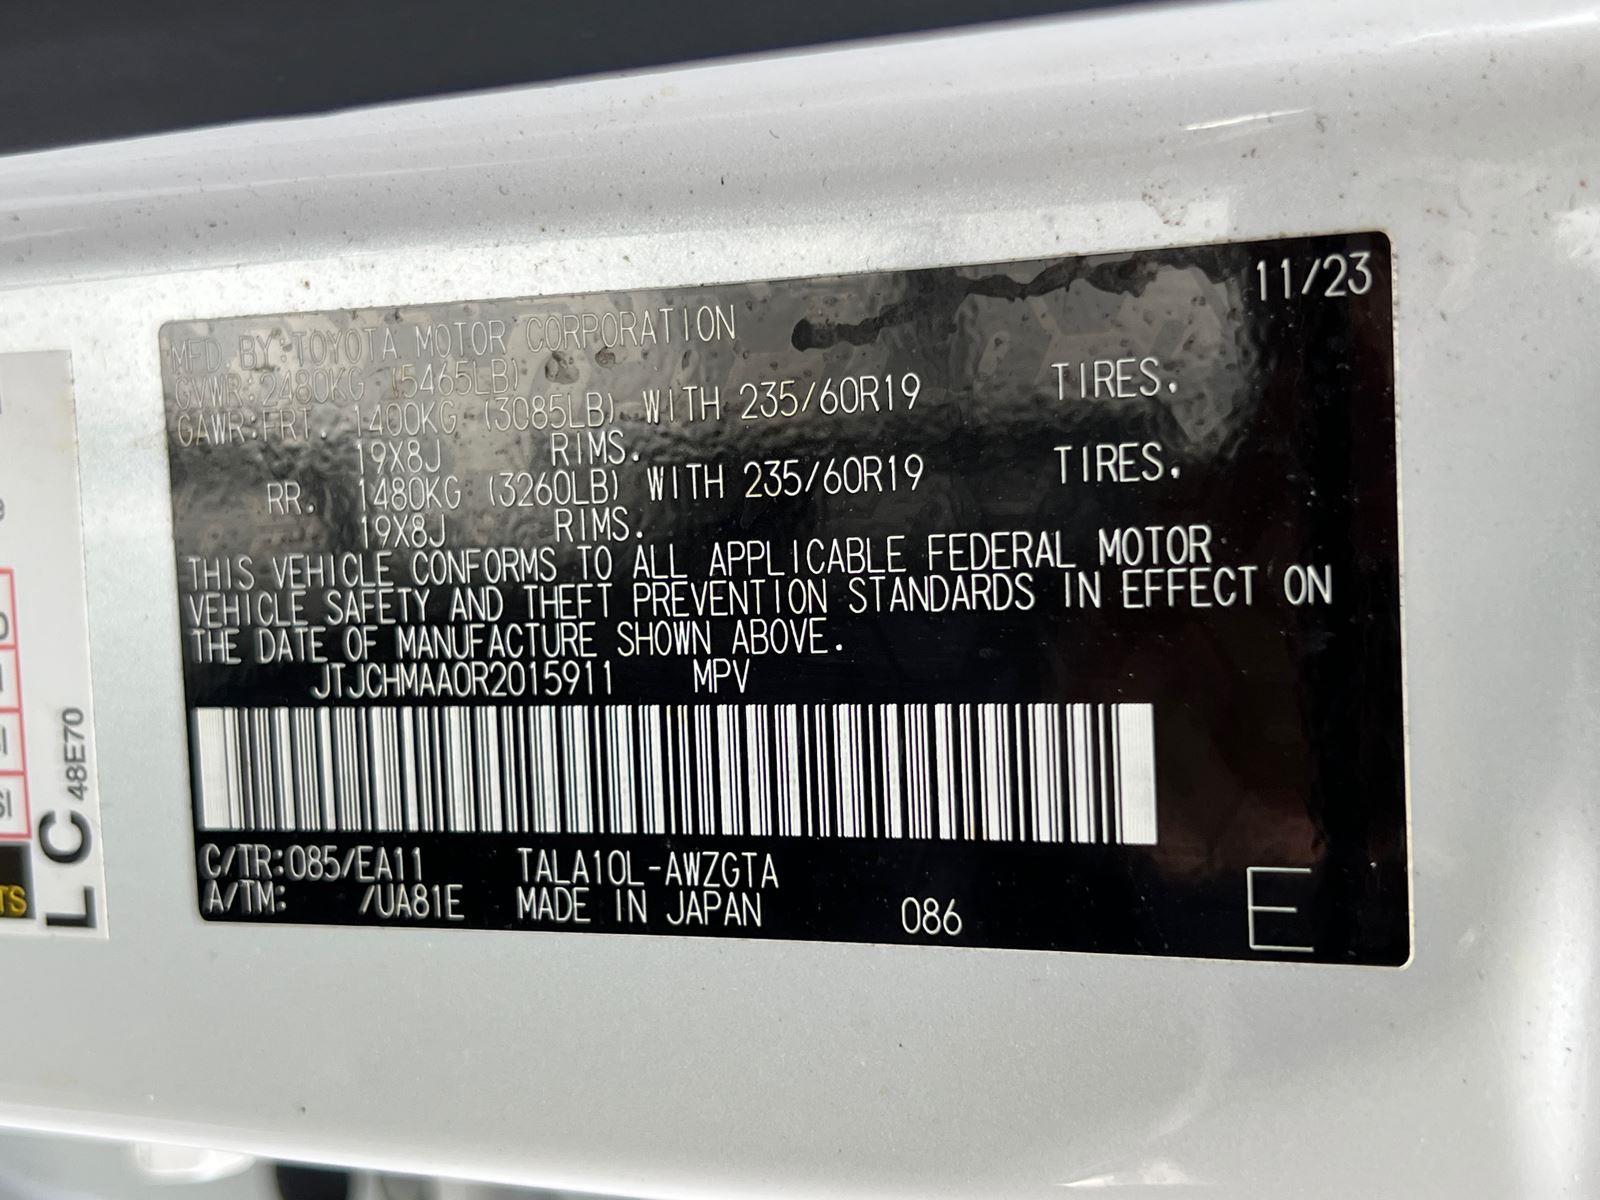 11/23
MFD. BY: TOYOTA MOTOR CORPORATION
GVWR: 2480KG (5465LB)
GAWR: FRT. 1400KG (3085LB) WITH 235/60R19 TIRES.
19X8J RIMS.
RR. 1480KG (3260LB) WITH 235/60R19 TIRES.
19X8J RIMS.
THIS VEHICLE CONFORMS TO ALL APPLICABLE FEDERAL MOTOR
VEHICLE SAFETY AND THEFT PREVENTION STANDARDS IN EFFECT ON
THE DATE OF MANUFACTURE SHOWN ABOVE.
JTJCHMAA0R2015911 MPV
C/TR: 085/EA11 TALA10L-AWZGTA
A/TM: /UA81E MADE IN JAPAN 086 E
LC 48E70
TS